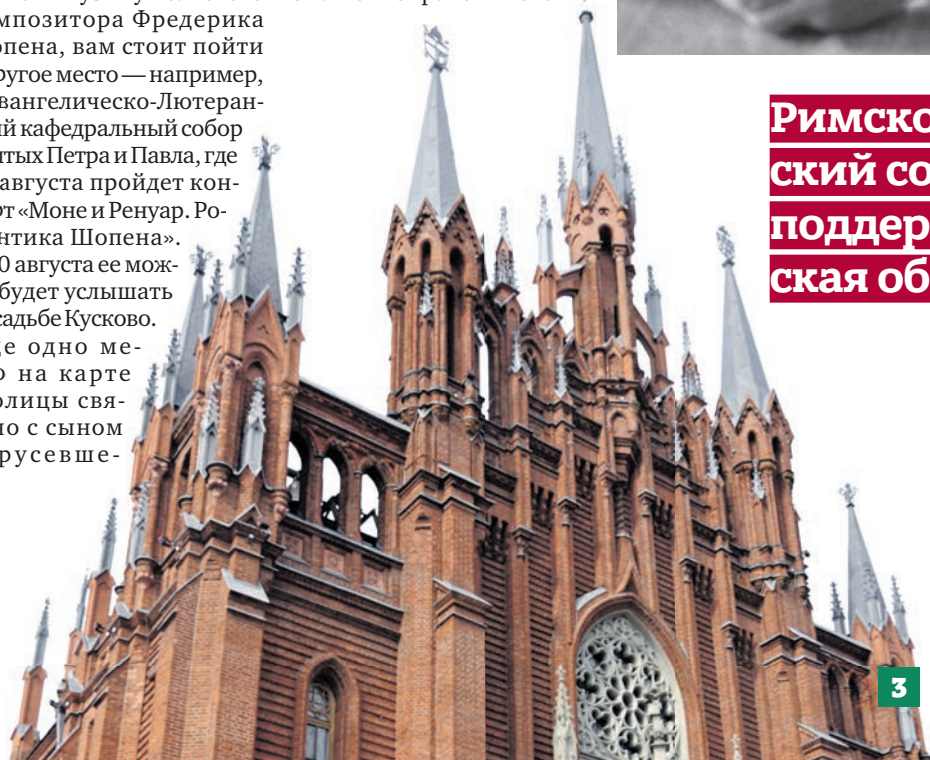 мпозитора Фредерика
опена, вам стоит пойти
ругое место — например,
вангелическо-Лютеран-
ий кафедральный собор
ятых Петра и Павла, где
августа пройдет кон-
рт «Моне и Ренуар. Ро-
нтика Шопена».
0 августа ее мож-
будет услышать
садьбе Кусково.
е одно ме-
о на карте
олицы свя-
но с сыном
русевше-
Римско
ский со
поддер
ская об
3